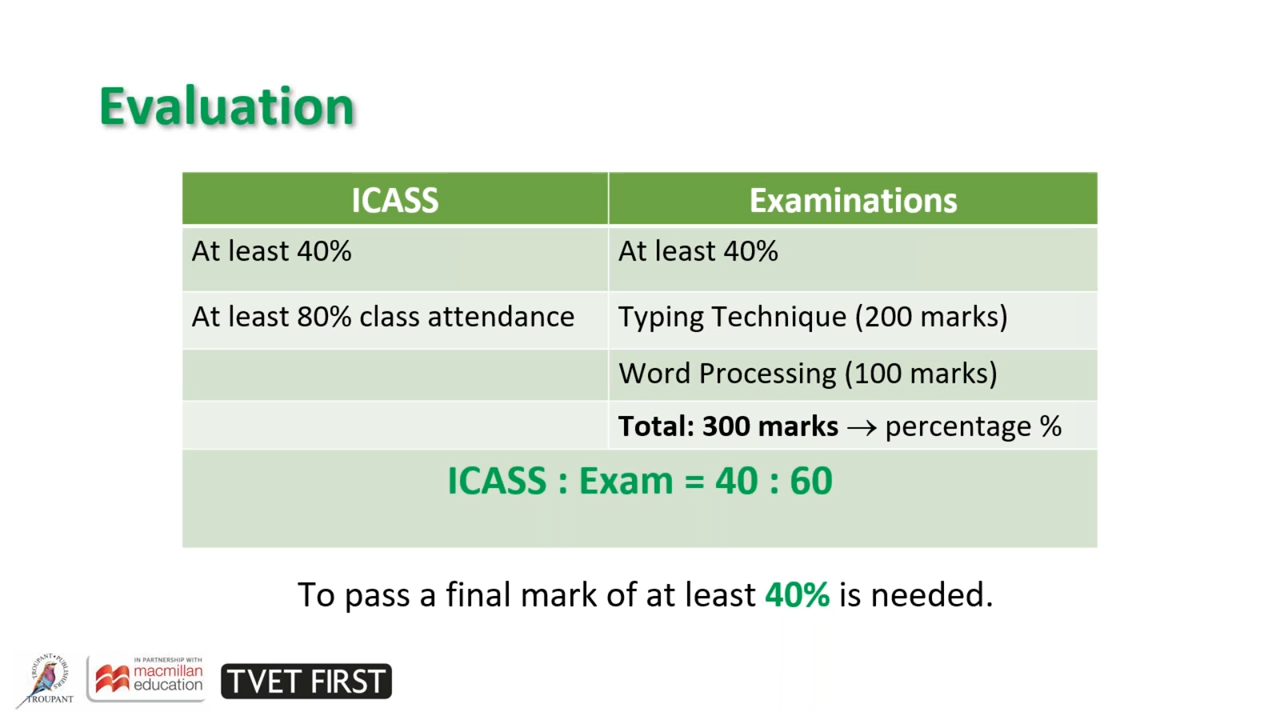 Evaluation
ICASS
Examinations
At least 40%
At least 40%
At least 80% class attendance
Typing Technique (200 marks)
Word Processing (100 marks)
Total: 300 marks → percentage %
ICASS : Exam = 40 : 60
To pass a final mark of at least 40% is needed.
TROUPANT • PUBLISHERS
TROUPANT
IN PARTNERSHIP WITH
macmillan
education
TVET FIRST